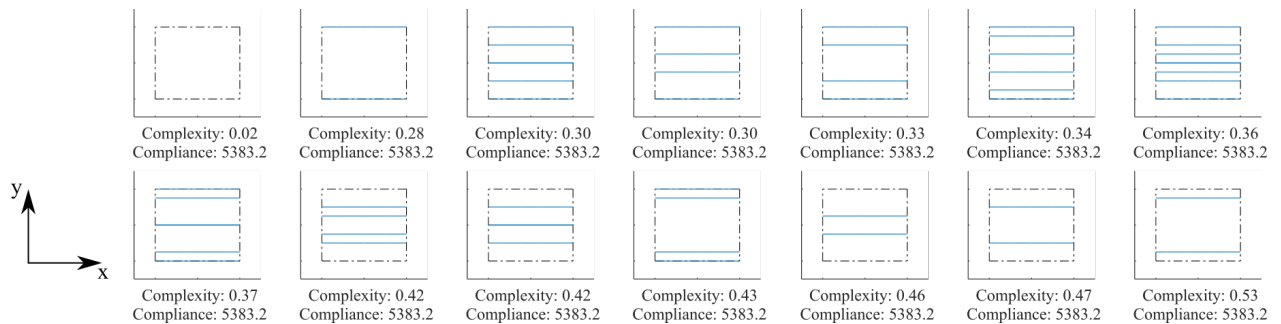 Complexity: 0.02 Complexity: 0.28 Complexity: 0.30 Complexity: 0.30 Complexity: 0.33 Complexity: 0.34 Complexity: 0.36
Compliance: 5383.2 Compliance: 5383.2 Compliance: 5383.2 Compliance: 5383.2 Compliance: 5383.2 Compliance: 5383.2 Compliance: 5383.2
y
x
Complexity: 0.37 Complexity: 0.42 Complexity: 0.42 Complexity: 0.43 Complexity: 0.46 Complexity: 0.47 Complexity: 0.53
Compliance: 5383.2 Compliance: 5383.2 Compliance: 5383.2 Compliance: 5383.2 Compliance: 5383.2 Compliance: 5383.2 Compliance: 5383.2